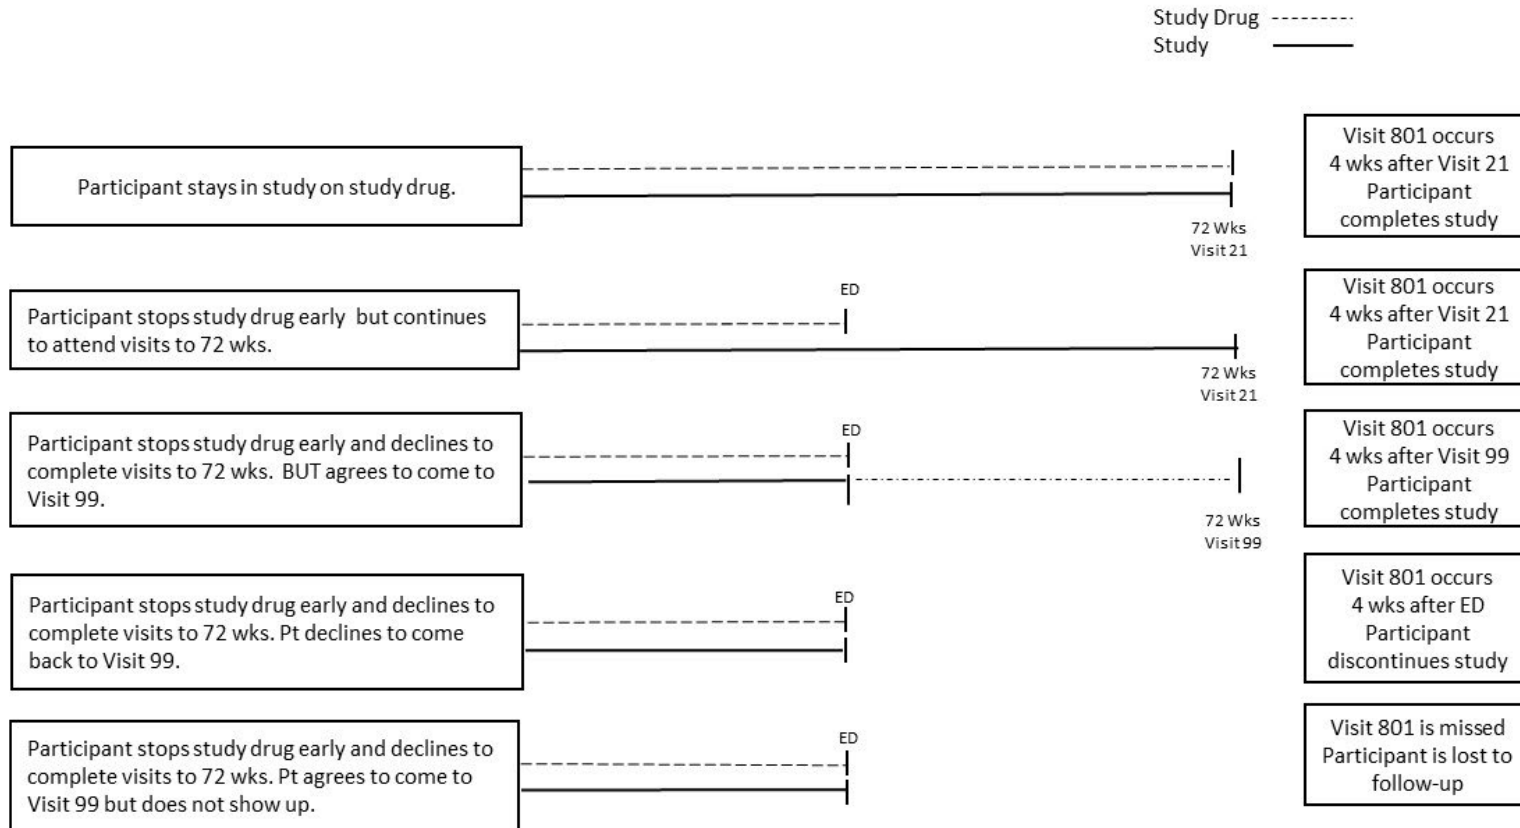 Study Drug
Study
Participant stays in study on study drug.
72 Wks
Visit 21
Visit 801 occurs
4 wks after Visit 21
Participant
completes study
Participant stops study drug early but continues
to attend visits to 72 wks.
ED
72 Wks
Visit 21
Visit 801 occurs
4 wks after Visit 21
Participant
completes study
Participant stops study drug early and declines to
complete visits to 72 wks. BUT agrees to come to
Visit 99.
ED
72 Wks
Visit 99
Visit 801 occurs
4 wks after Visit 99
Participant
completes study
Participant stops study drug early and declines to
complete visits to 72 wks. Pt declines to come
back to Visit 99.
ED
Visit 801 occurs
4 wks after ED
Participant
discontinues study
Participant stops study drug early and declines to
complete visits to 72 wks. Pt agrees to come to
Visit 99 but does not show up.
ED
Visit 801 is missed
Participant is lost to
follow-up